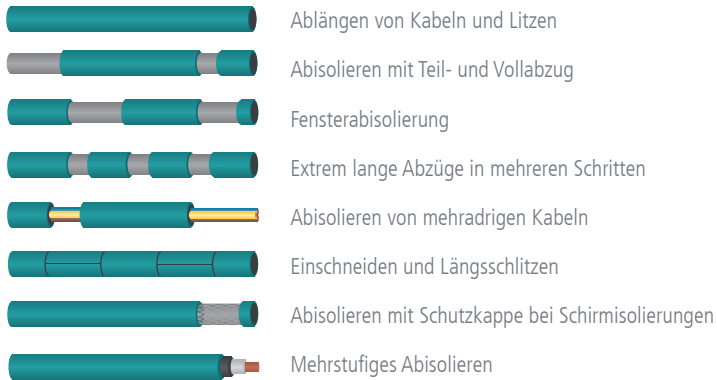 Ablängen von Kabeln und Litzen
Abisolieren mit Teil- und Vollabzug
Fensterabisolierung
Extrem lange Abzüge in mehreren Schritten
Abisolieren von mehradrigen Kabeln
Einschneiden und Längsschlitzen
Abisolieren mit Schutzkappe bei Schirmisolierungen
Mehrstufiges Abisolieren